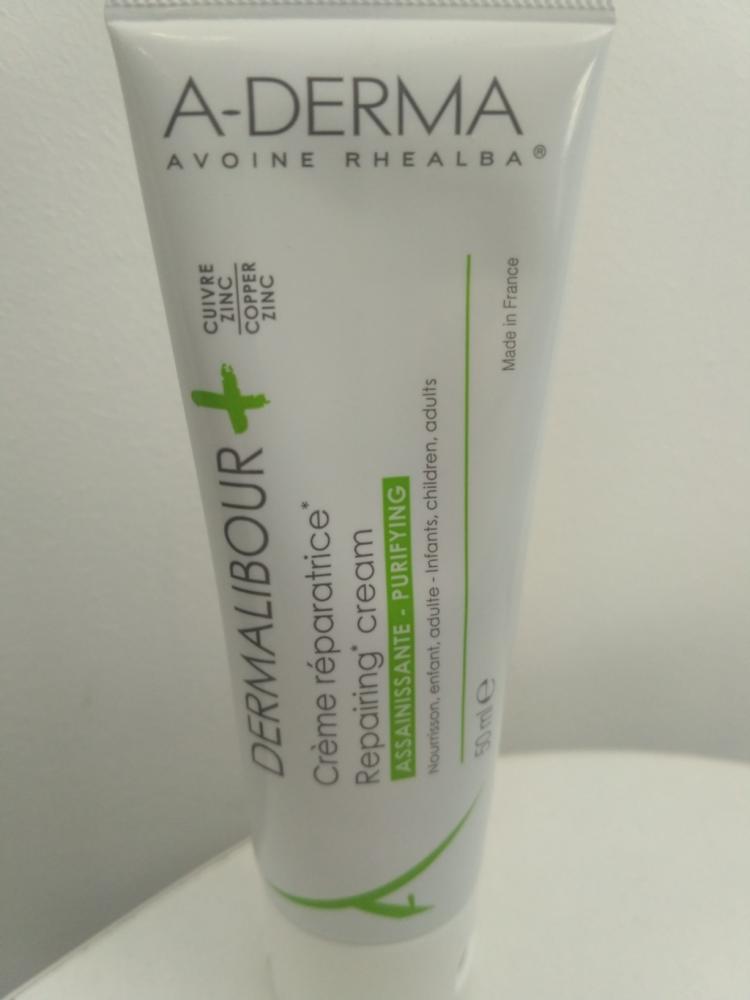 A-DERMA
AVOINE RHEALBA®
CUIVRE
ZINC
COPPER
ZINC
DERMALIBOUR+
Crème réparatrice*
Repairing* cream
ASSAINISSANTE - PURIFYING
Nourrisson, enfant, adulte - Infants, children, adults
50 ml e
Made in France